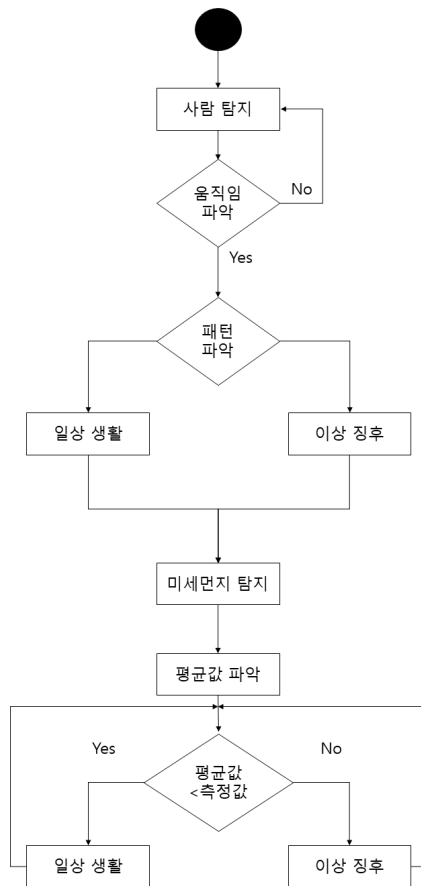 사람 탐지
움직임
파악
No
Yes
패턴
파악
일상 생활
이상 징후
미세먼지 탐지
평균값 파악
Yes
No
평균값
<측정값
일상 생활
이상 징후